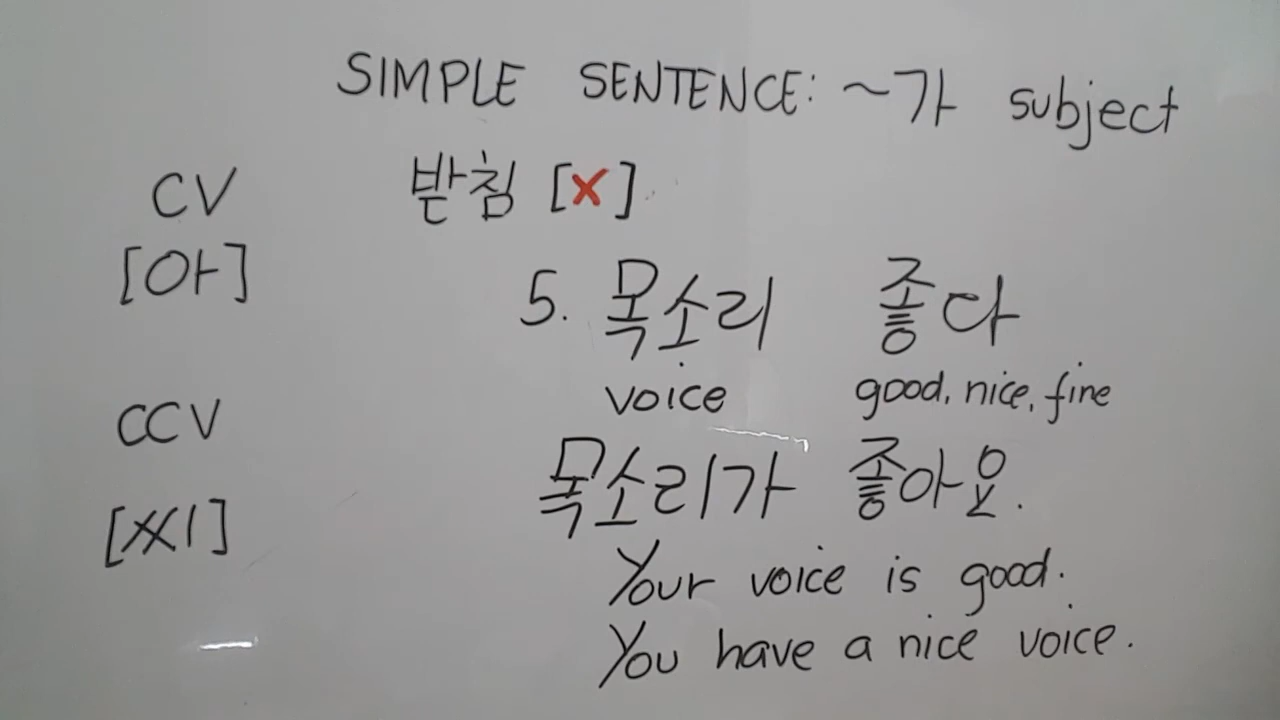 SIMPLE SENTENCE: ~가 subject
CV
[아]
CCV
[씨]
받침 [x]
5. 목소리 좋다
voice good, nice, fine
목소리가 좋아요.
Your voice is good.
You have a nice voice.